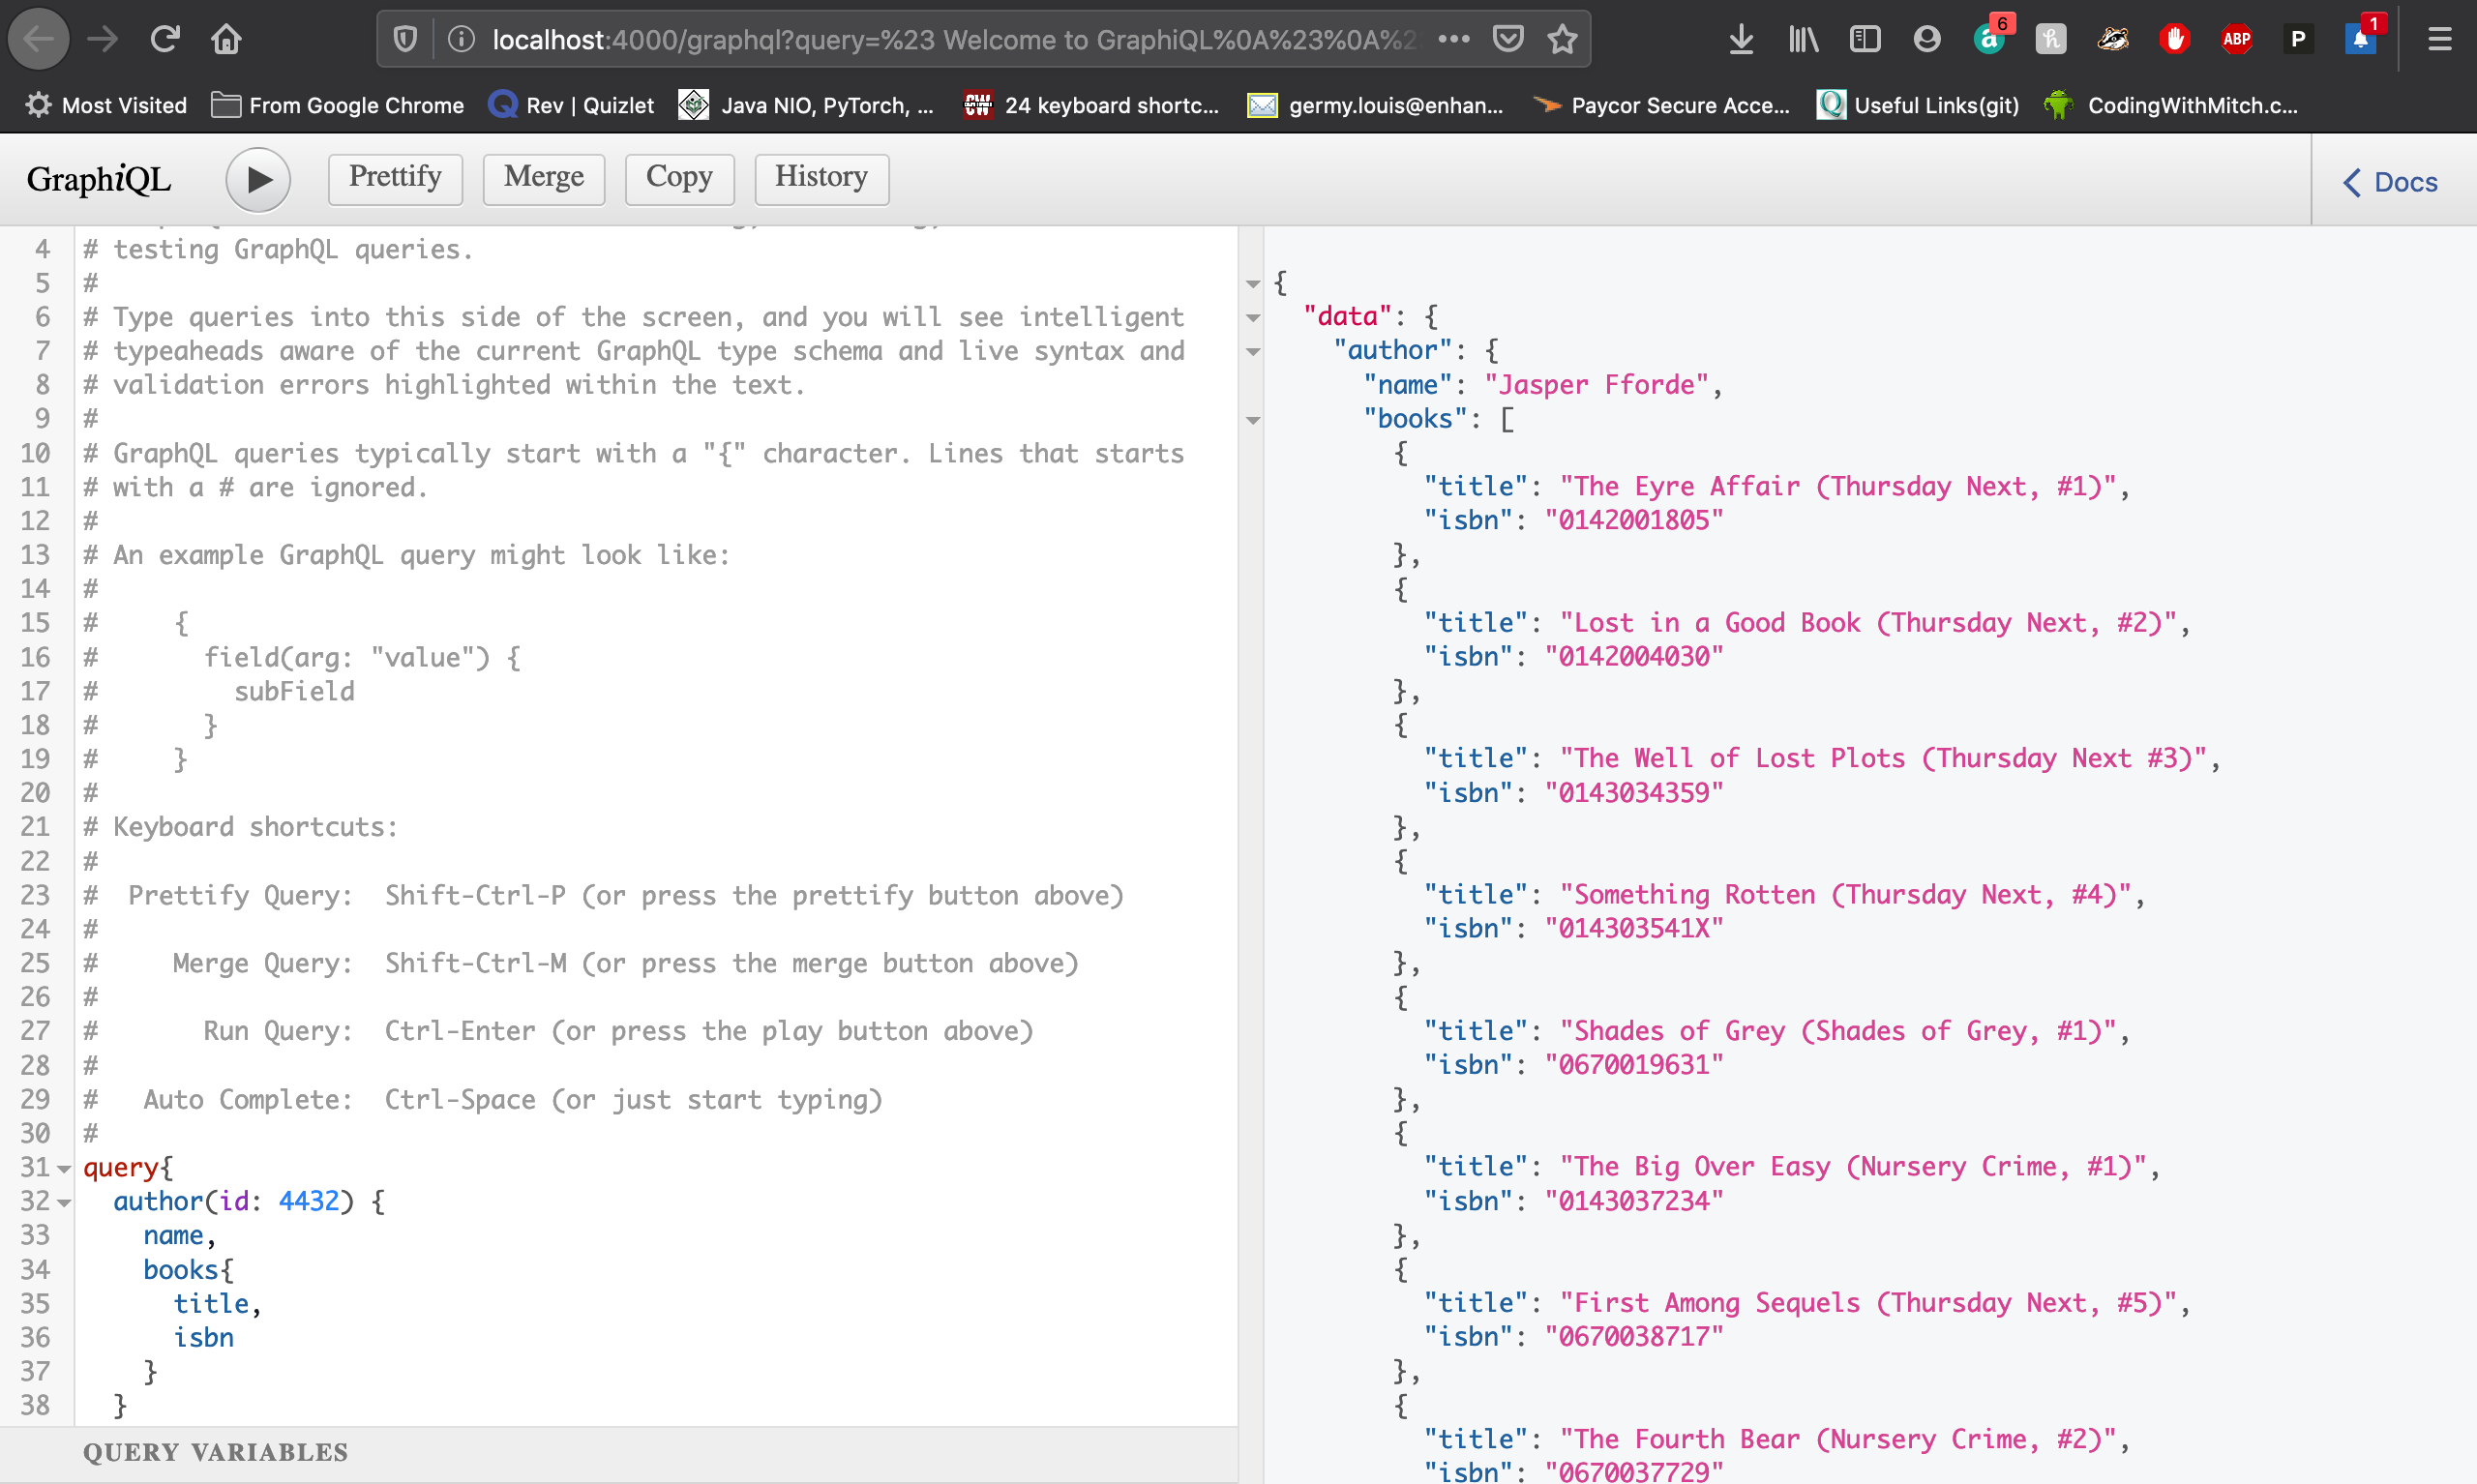 localhost:4000/graphql?query=%23 Welcome to GraphiQL%0A%23%0A%2
6
ABP
P
1
Most Visited
From Google Chrome
Rev | Quizlet
Java NIO, PyTorch, ...
24 keyboard shortc...
germy.louis@enhan...
Paycor Secure Acce...
Useful Links(git)
CodingWithMitch.c...
GraphiQL
Prettify
Merge
Copy
History
Docs
4 # testing GraphQL queries.
5 #
6 # Type queries into this side of the screen, and you will see intelligent
7 # typeaheads aware of the current GraphQL type schema and live syntax and
8 # validation errors highlighted within the text.
9 #
10 # GraphQL queries typically start with a "{" character. Lines that starts
11 # with a # are ignored.
12 #
13 # An example GraphQL query might look like:
14 #
15 #     {
16 #       field(arg: "value") {
17 #         subField
18 #       }
19 #     }
20 #
21 # Keyboard shortcuts:
22 #
23 #  Prettify Query:  Shift-Ctrl-P (or press the prettify button above)
24 #
25 #     Merge Query:  Shift-Ctrl-M (or press the merge button above)
26 #
27 #       Run Query:  Ctrl-Enter (or press the play button above)
28 #
29 #   Auto Complete:  Ctrl-Space (or just start typing)
30 #
31 query{
32   author(id: 4432) {
33     name,
34     books{
35       title,
36       isbn
37     }
38   }
QUERY VARIABLES
{
  "data": {
    "author": {
      "name": "Jasper Fforde",
      "books": [
        {
          "title": "The Eyre Affair (Thursday Next, #1)",
          "isbn": "0142001805"
        },
        {
          "title": "Lost in a Good Book (Thursday Next, #2)",
          "isbn": "0142004030"
        },
        {
          "title": "The Well of Lost Plots (Thursday Next #3)",
          "isbn": "0143034359"
        },
        {
          "title": "Something Rotten (Thursday Next, #4)",
          "isbn": "014303541X"
        },
        {
          "title": "Shades of Grey (Shades of Grey, #1)",
          "isbn": "0670019631"
        },
        {
          "title": "The Big Over Easy (Nursery Crime, #1)",
          "isbn": "0143037234"
        },
        {
          "title": "First Among Sequels (Thursday Next, #5)",
          "isbn": "0670038717"
        },
        {
          "title": "The Fourth Bear (Nursery Crime, #2)",
          "isbn": "0670037729"